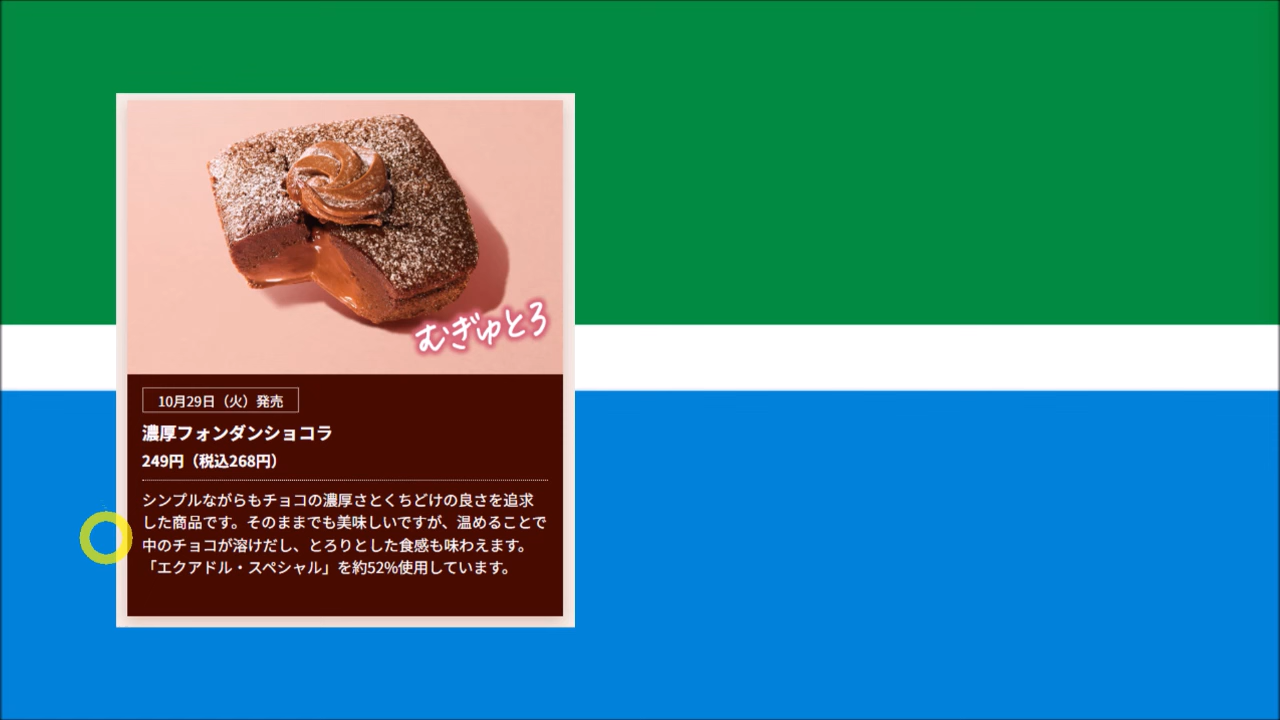 むぎゅとろ
10月29日（火）発売
濃厚フォンダンショコラ
249円（税込268円）
シンプルながらもチョコの濃厚さとくちどけの良さを追求
した商品です。そのままでも美味しいですが、温めることで
中のチョコが溶けだし、とろりとした食感も味わえます。
「エクアドル・スペシャル」を約52%使用しています。